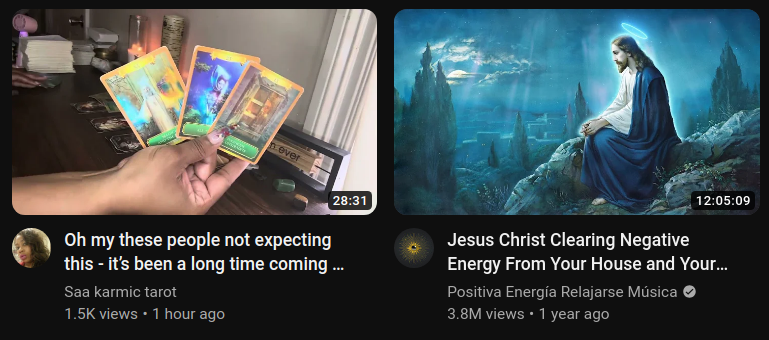 n ever
28:31
12:05:09
Oh my these people not expecting
this - it’s been a long time coming ...
Saa karmic tarot
1.5K views • 1 hour ago
Jesus Christ Clearing Negative
Energy From Your House and Your...
Positiva Energía Relajarse Música
3.8M views • 1 year ago